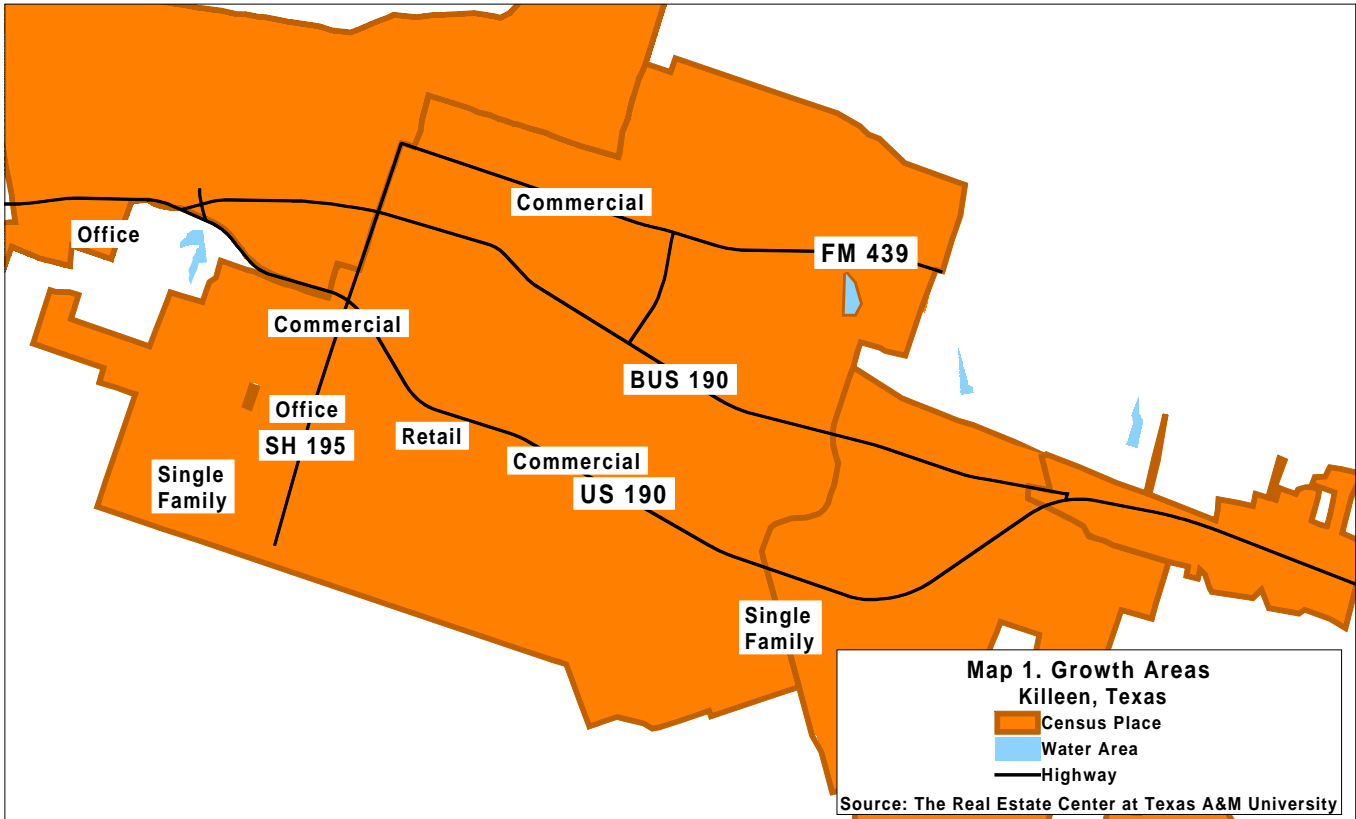 Commercial
Office
FM 439
Commercial
BUS 190
Office
Retail
SH 195
Commercial
Single
Family
US 190
Single
Family
Map 1. Growth Areas
Killeen, Texas
Census Place
Water Area
Highway
Source: The Real Estate Center at Texas A&M University